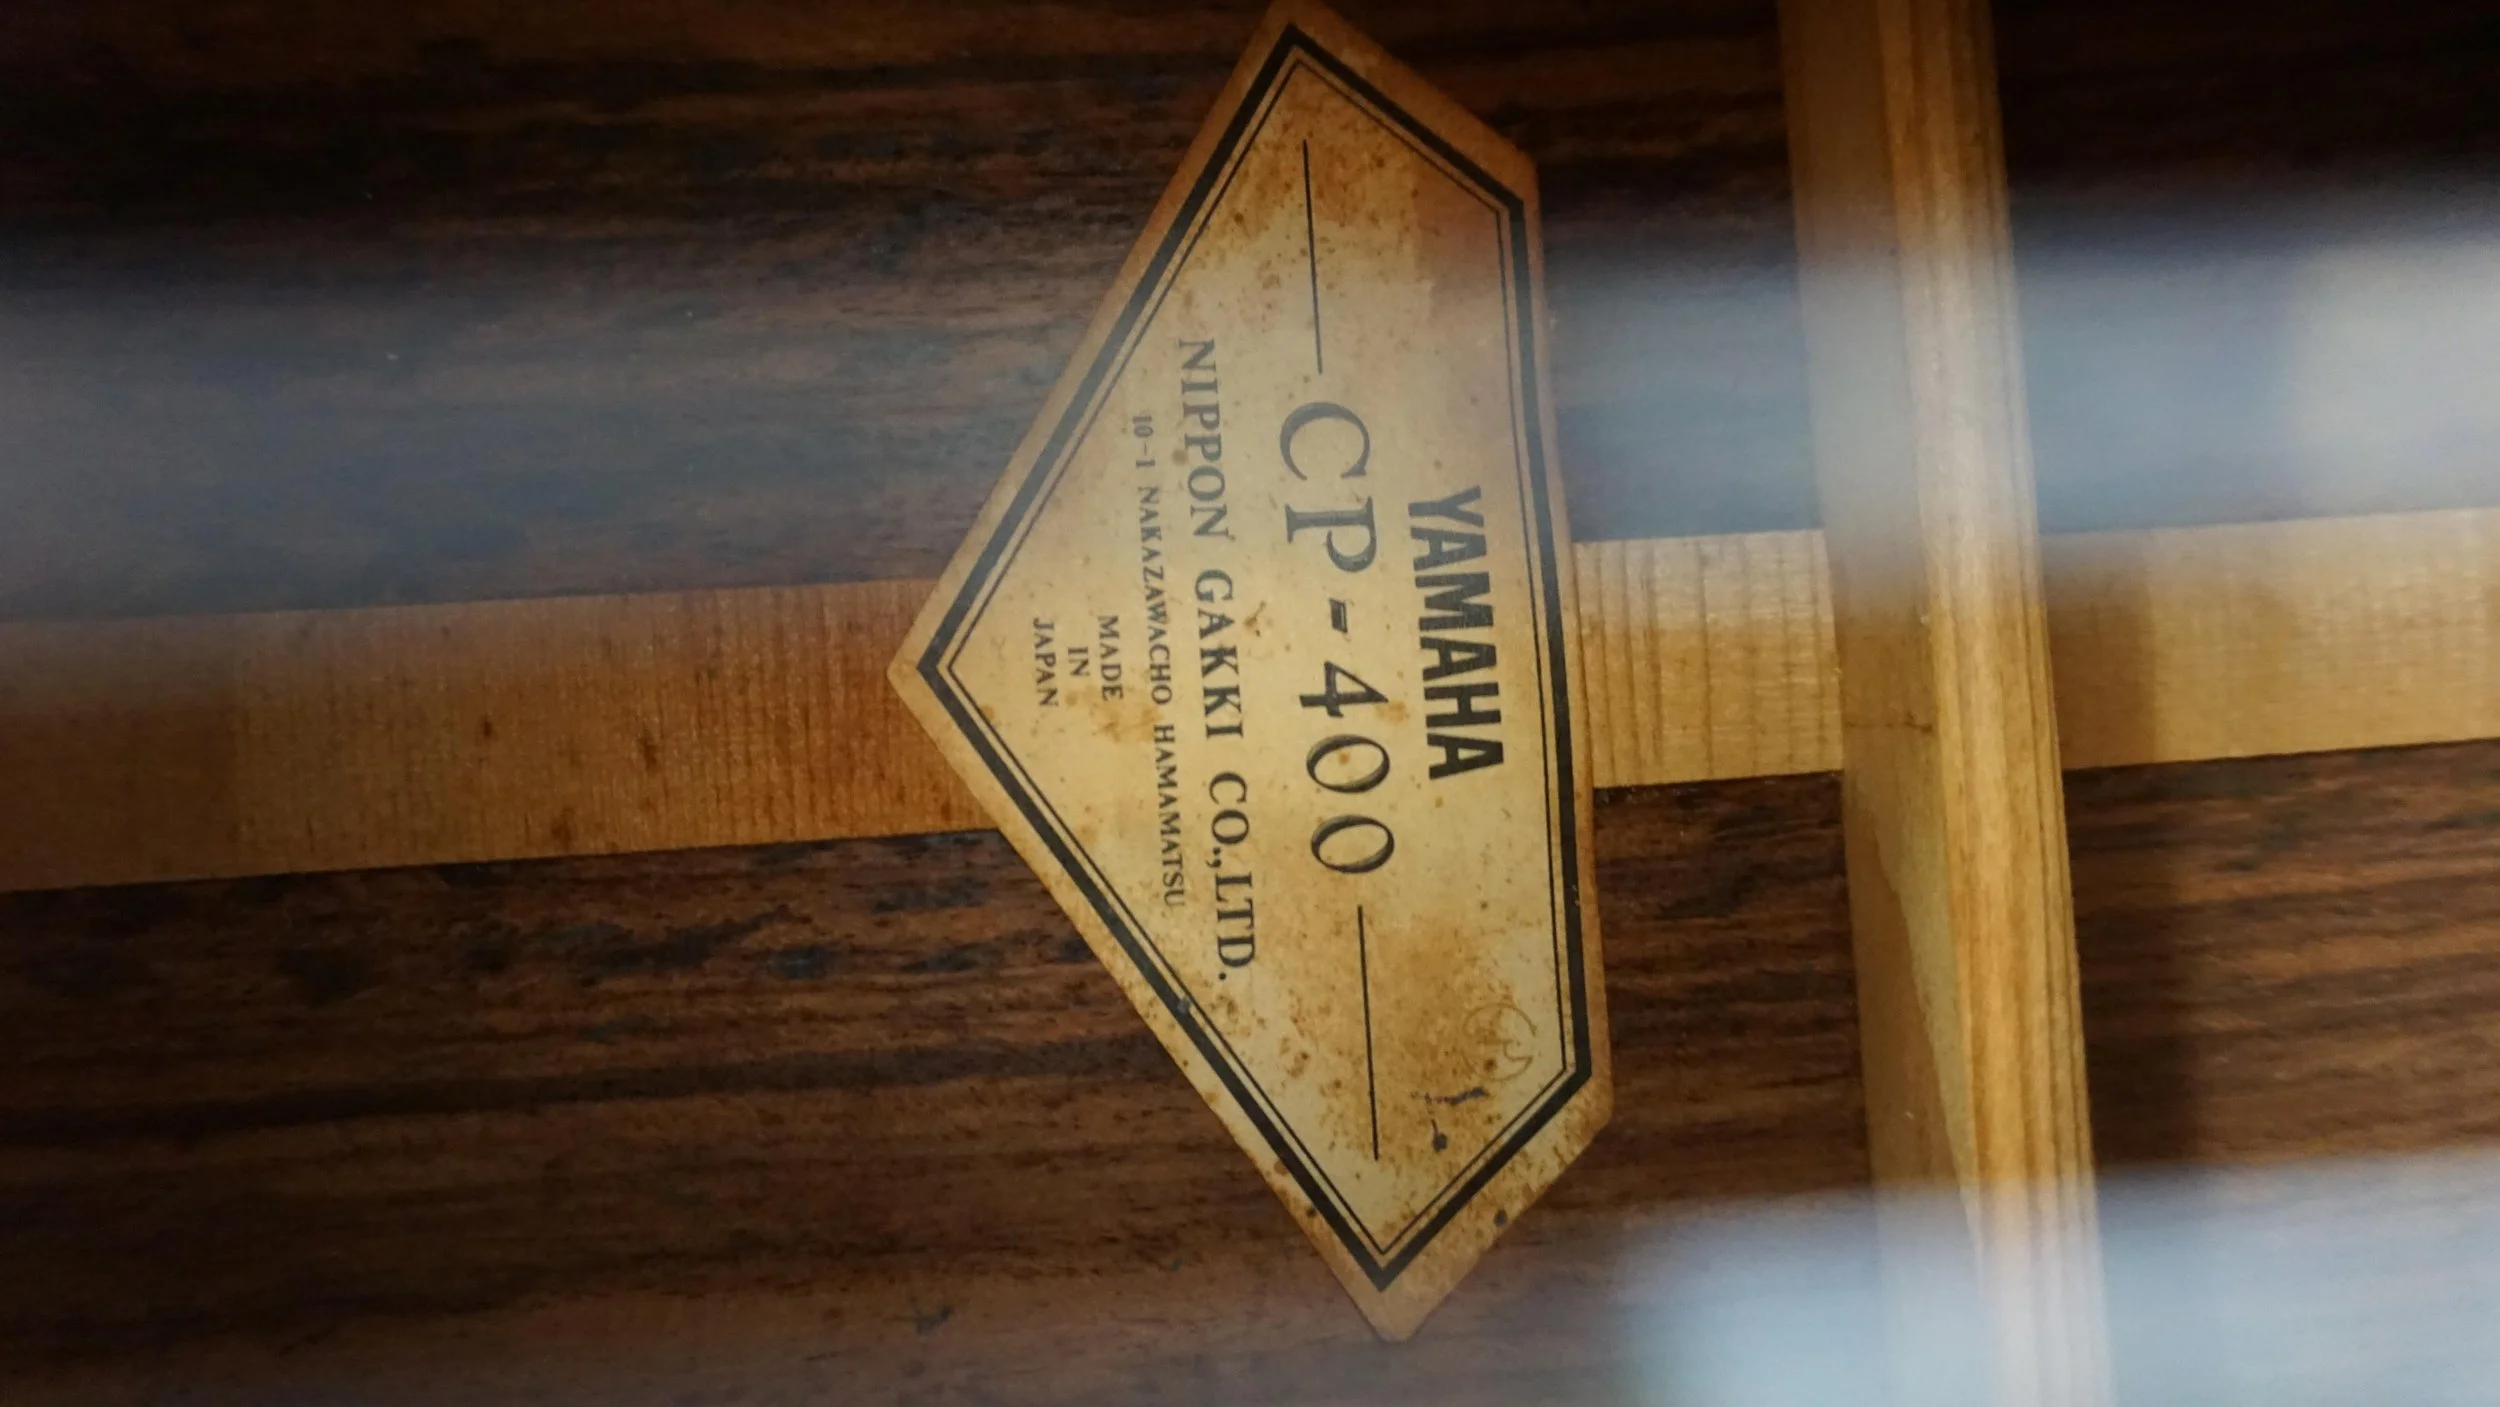 YAMAHA
CP-400
NIPPON GAKKI CO.,LTD.
10-1 NAKAZAWACHO HAMAMATSU
MADE
IN
JAPAN